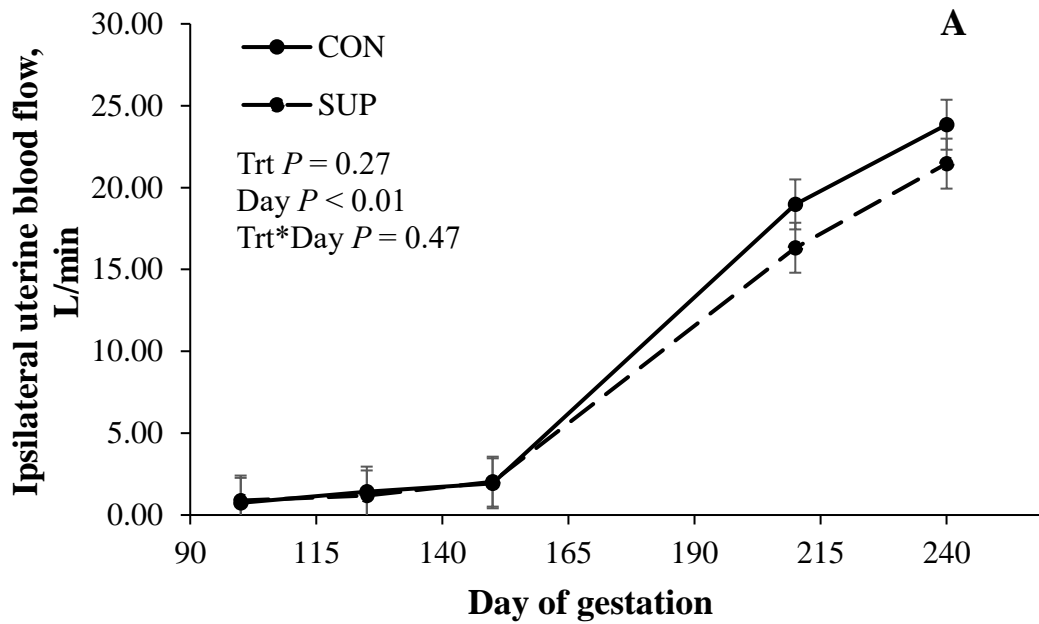 A
CON
SUP
Trt P = 0.27
Day P < 0.01
Trt*Day P = 0.47
Ipsilateral uterine blood flow,
L/min
30.00
25.00
20.00
15.00
10.00
5.00
0.00
90 115 140 165 190 215 240
Day of gestation